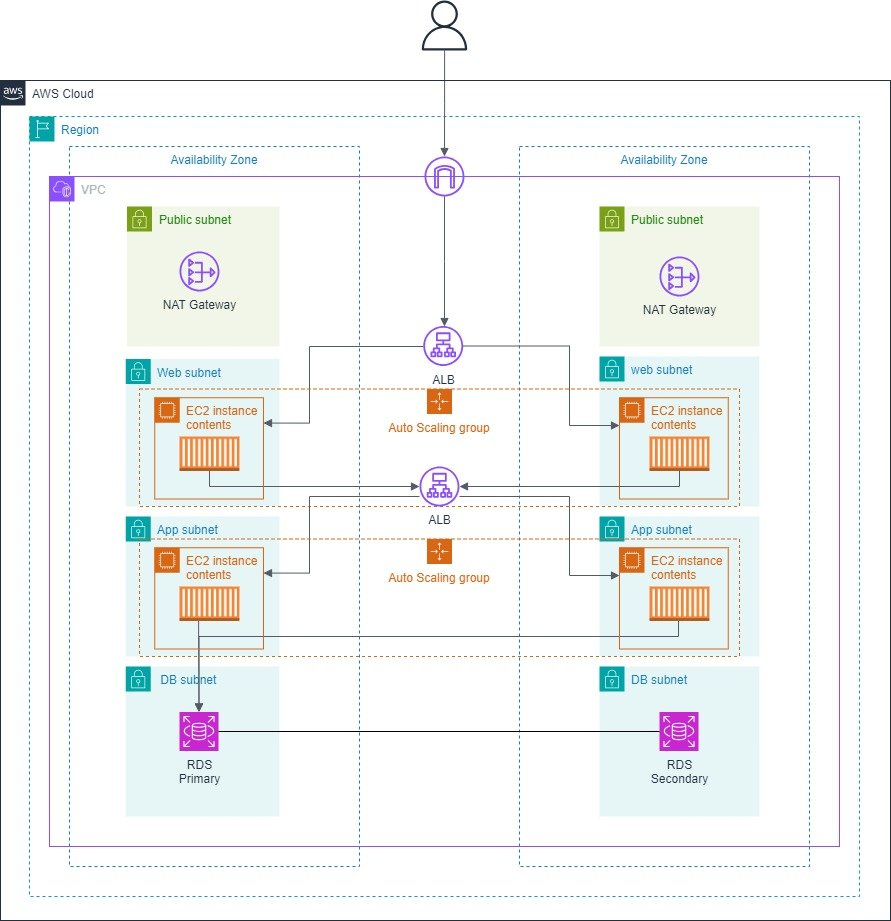 aws
AWS Cloud
Region
Availability Zone
Availability Zone
VPC
Public subnet
Public subnet
NAT Gateway
NAT Gateway
Web subnet
web subnet
ALB
EC2 instance
contents
Auto Scaling group
EC2 instance
contents
ALB
App subnet
App subnet
EC2 instance
contents
Auto Scaling group
EC2 instance
contents
DB subnet
DB subnet
RDS
Primary
RDS
Secondary